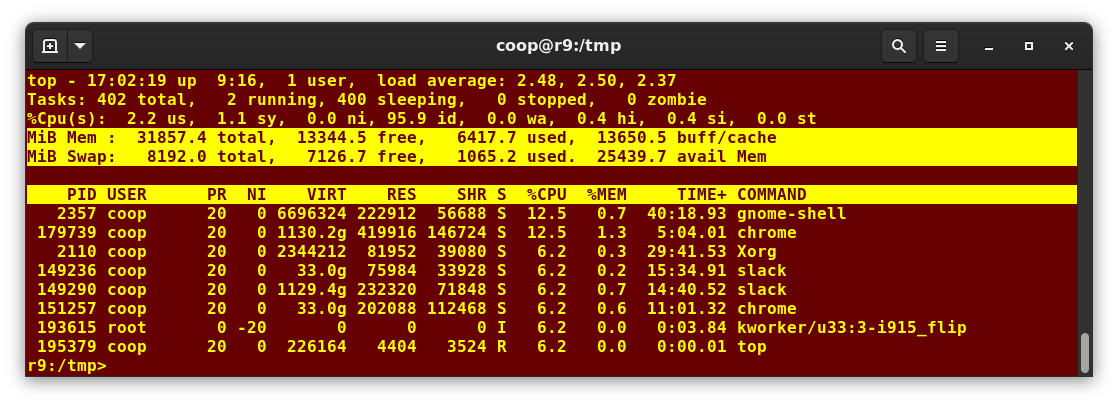 coop@r9:/tmp
top - 17:02:19 up  9:16,  1 user,  load average: 2.48, 2.50, 2.37
Tasks: 402 total,   2 running, 400 sleeping,   0 stopped,   0 zombie
%Cpu(s):  2.2 us,  1.1 sy,  0.0 ni, 95.9 id,  0.0 wa,  0.4 hi,  0.4 si,  0.0 st
MiB Mem :  31857.4 total,  13344.5 free,   6417.7 used,  13650.5 buff/cache
MiB Swap:   8192.0 total,   7126.7 free,   1065.2 used.  25439.7 avail Mem
    PID USER      PR  NI    VIRT    RES    SHR S  %CPU  %MEM     TIME+ COMMAND
   2357 coop      20   0 6696324 222912  56688 S  12.5   0.7  40:18.93 gnome-shell
 179739 coop      20   0 1130.2g 419916 146724 S  12.5   1.3   5:04.01 chrome
   2110 coop      20   0 2344212  81952  39080 S   6.2   0.3  29:41.53 Xorg
 149236 coop      20   0   33.0g  75984  33928 S   6.2   0.2  15:34.91 slack
 149290 coop      20   0 1129.4g 232320  71848 S   6.2   0.7  14:40.52 slack
 151257 coop      20   0   33.0g 202088 112468 S   6.2   0.6  11:01.32 chrome
 193615 root       0 -20       0      0      0 I   6.2   0.0   0:03.84 kworker/u33:3-i915_flip
 195379 coop      20   0  226164   4404   3524 R   6.2   0.0   0:00.01 top
r9:/tmp>